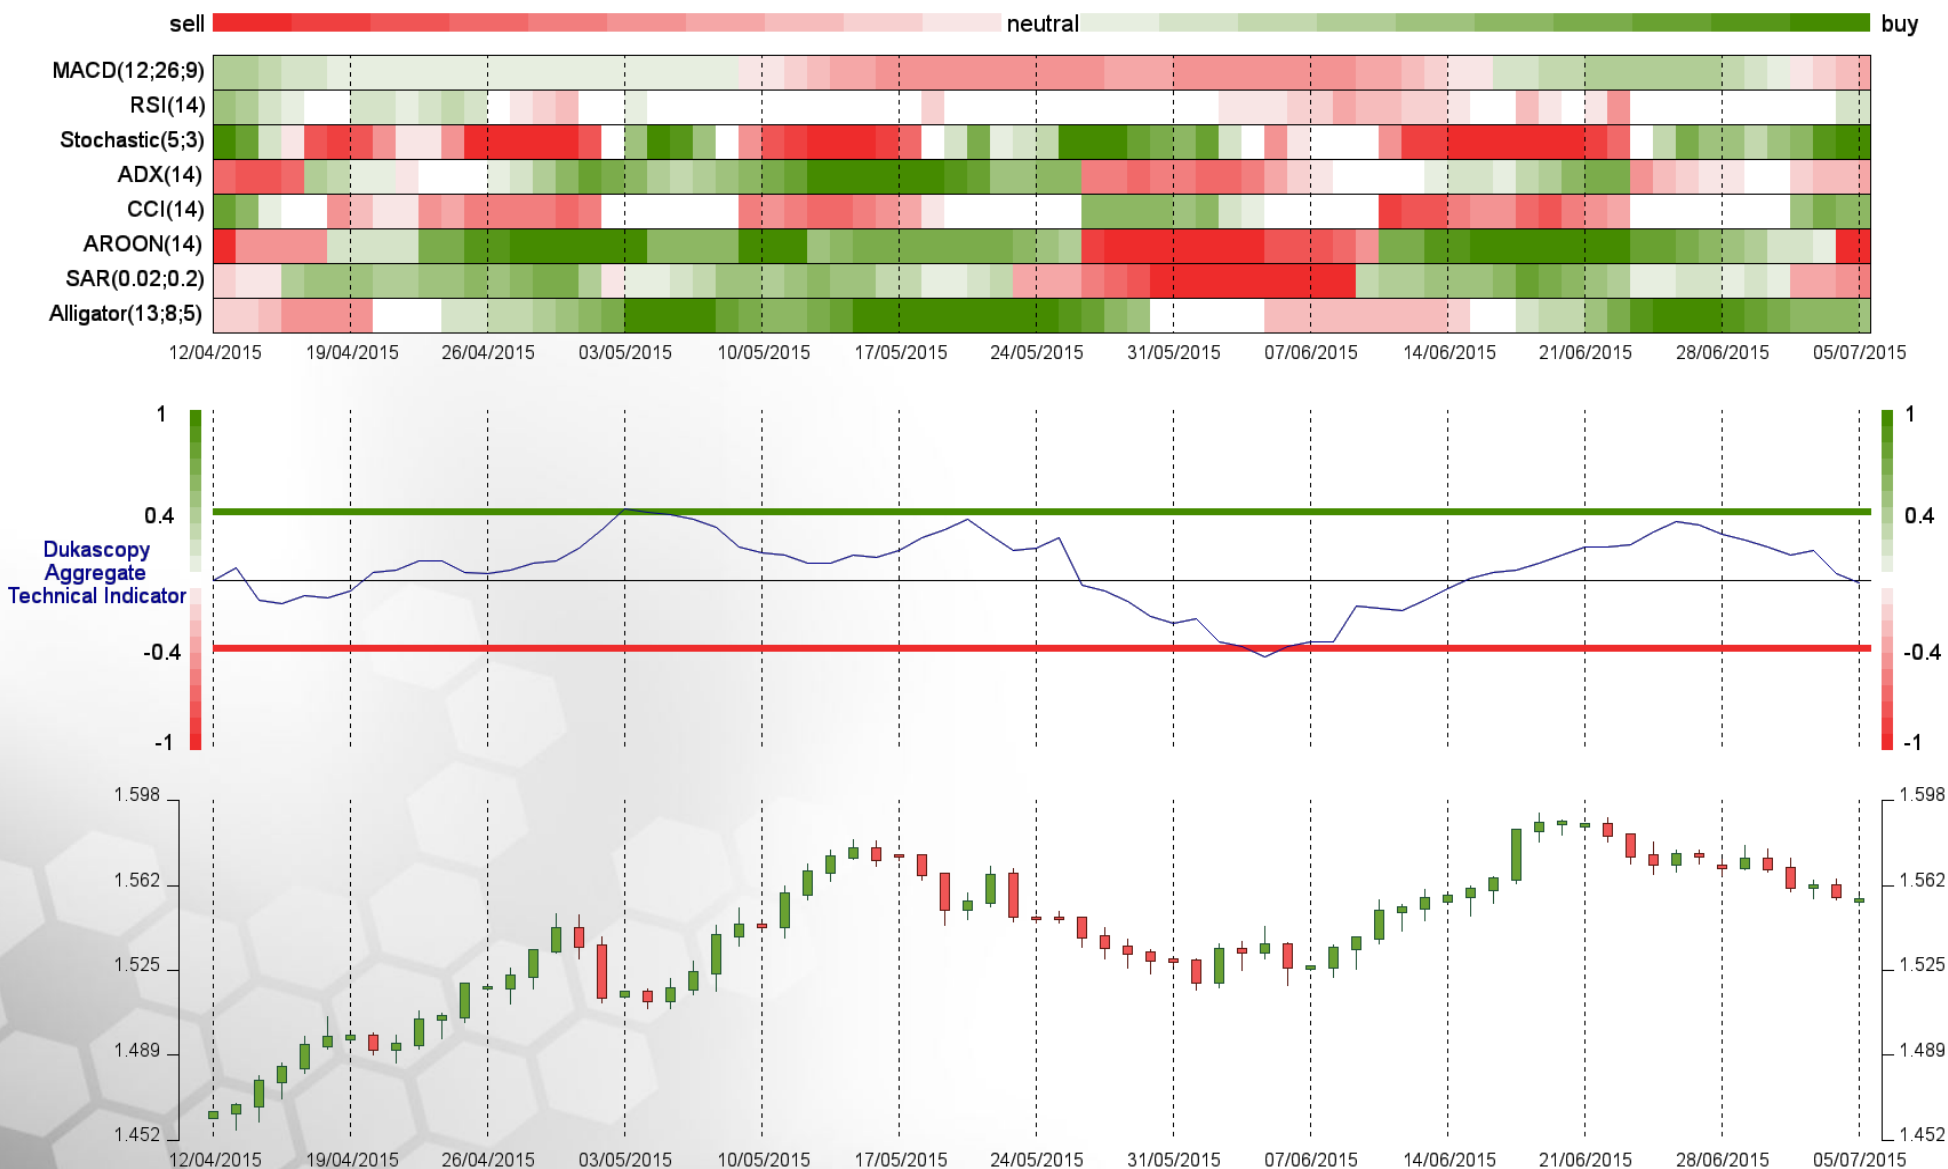 sell neutral buy
MACD(12;26;9)
RSI(14)
Stochastic(5;3)
ADX(14)
CCI(14)
AROON(14)
SAR(0.02;0.2)
Alligator(13;8;5)
12/04/2015 19/04/2015 26/04/2015 03/05/2015 10/05/2015 17/05/2015 24/05/2015 31/05/2015 07/06/2015 14/06/2015 21/06/2015 28/06/2015 05/07/2015
1 1
0.4 0.4
Dukascopy
Aggregate
Technical Indicator
-0.4 -0.4
-1 -1
1.598 1.598
1.562 1.562
1.525 1.525
1.489 1.489
1.452 1.452
12/04/2015 19/04/2015 26/04/2015 03/05/2015 10/05/2015 17/05/2015 24/05/2015 31/05/2015 07/06/2015 14/06/2015 21/06/2015 28/06/2015 05/07/2015